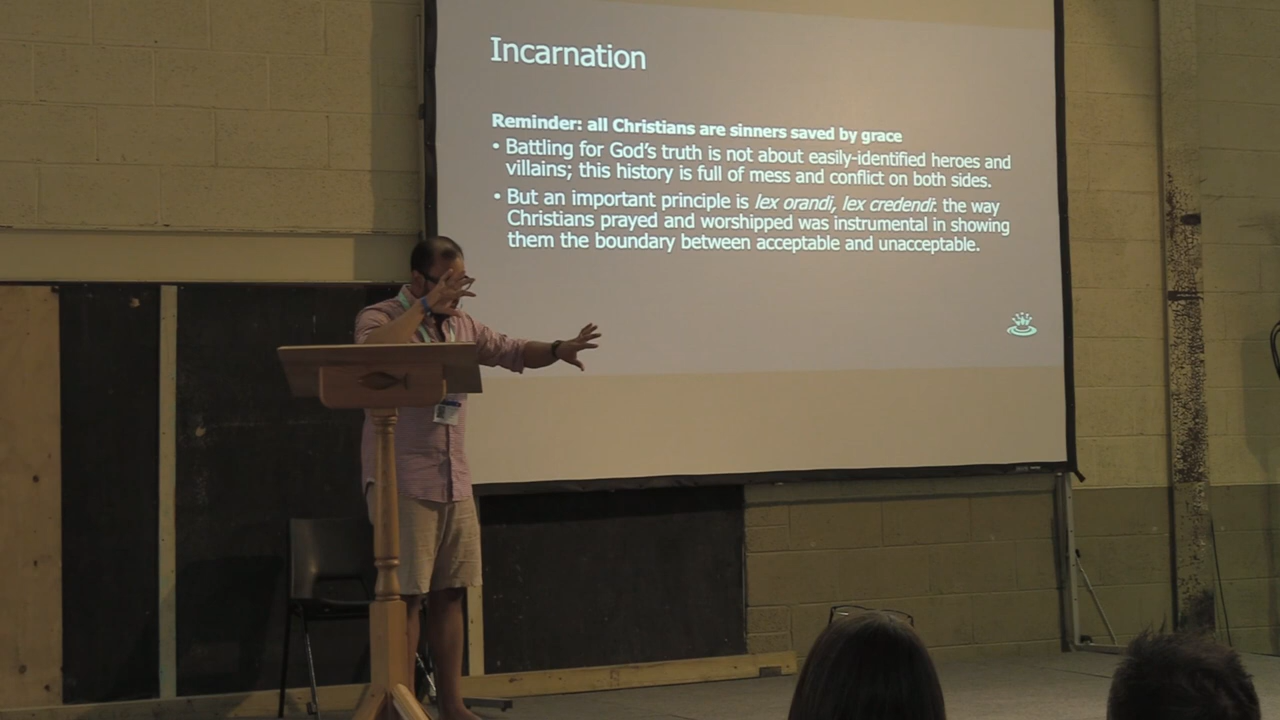 Incarnation
Reminder: all Christians are sinners saved by grace
• Battling for God's truth is not about easily-identified heroes and
villains; this history is full of mess and conflict on both sides.
• But an important principle is lex orandi, lex credendi: the way
Christians prayed and worshipped was instrumental in showing
them the boundary between acceptable and unacceptable.